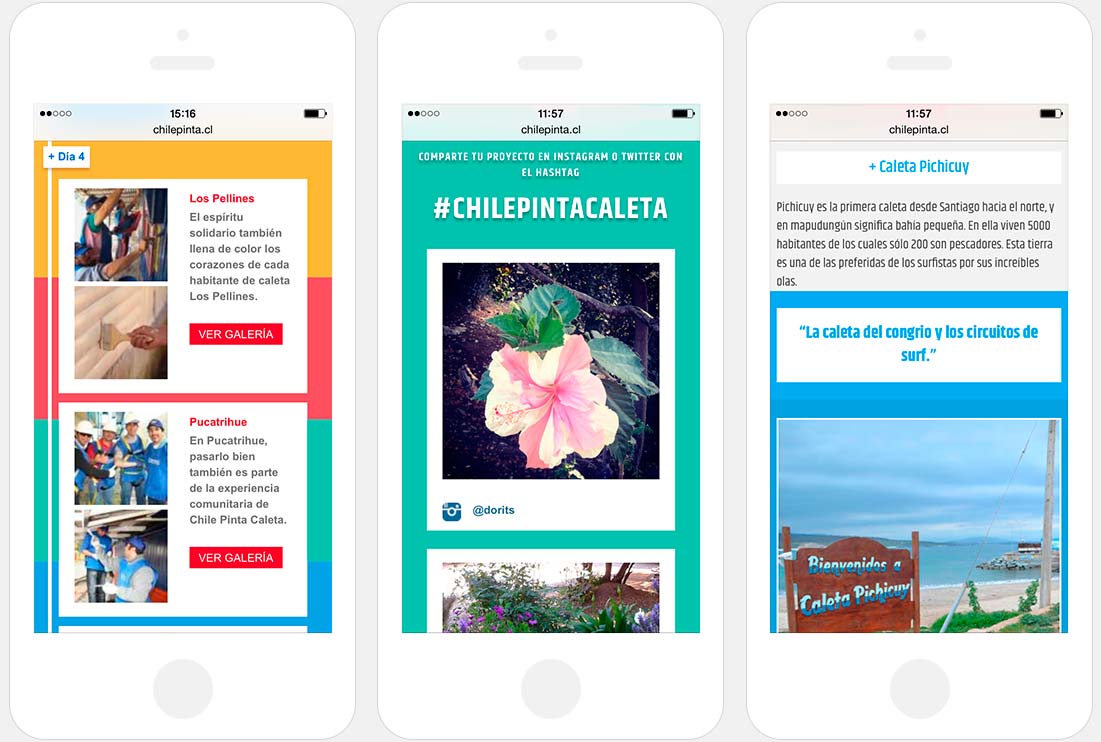 15:16
chilepinta.cl
+ Día 4
Los Pellines
El espíritu
solidario también
llena de color los
corazones de cada
habitante de caleta
Los Pellines.
VER GALERÍA
Pucatrihue
En Pucatrihue,
pasarlo bien
también es parte
de la experiencia
comunitaria de
Chile Pinta Caleta.
VER GALERÍA
11:57
chilepinta.cl
COMPARTE TU PROYECTO EN INSTAGRAM O TWITTER CON
EL HASHTAG
#CHILEPINTACALETA
@dorits
11:57
chilepinta.cl
+ Caleta Pichicuy
Pichicuy es la primera caleta desde Santiago hacia el norte, y
en mapudungún significa bahía pequeña. En ella viven 5000
habitantes de los cuales sólo 200 son pescadores. Esta tierra
es una de las preferidas de los surfistas por sus increíbles
olas.
“La caleta del congrio y los circuitos de
surf.”
Bienvenidos a
Caleta Pichicuy